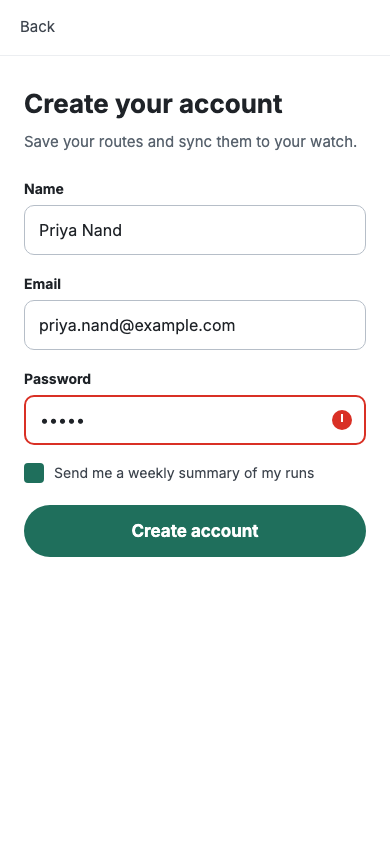 Back
Create your account
Save your routes and sync them to your watch.
Name
Priya Nand
Email
priya.nand@example.com
Password
•••••
Send me a weekly summary of my runs
Create account